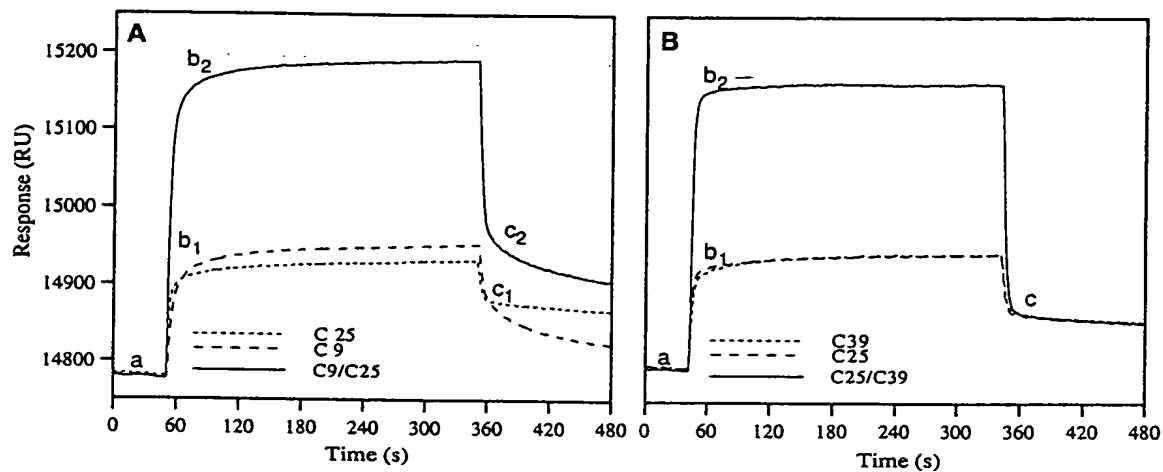 A
Response (RU)
15200
15100
15000
14900
14800
a
b1
b2
c1
c2
C 25
C 9
C9/C25
0 60 120 180 240 300 360 420 480
Time (s)
B
a
b1
b2
c
C39
C25
C25/C39
0 60 120 180 240 300 360 420 480
Time (s)